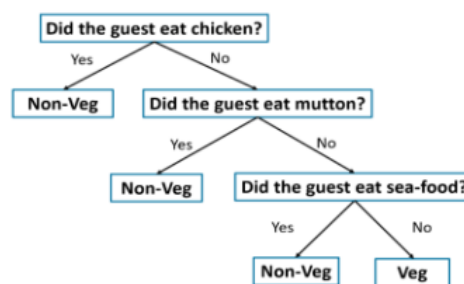 Did the guest eat chicken?
Yes
No
Non-Veg
Did the guest eat mutton?
Yes
No
Non-Veg
Did the guest eat sea-food?
Yes
No
Non-Veg
Veg